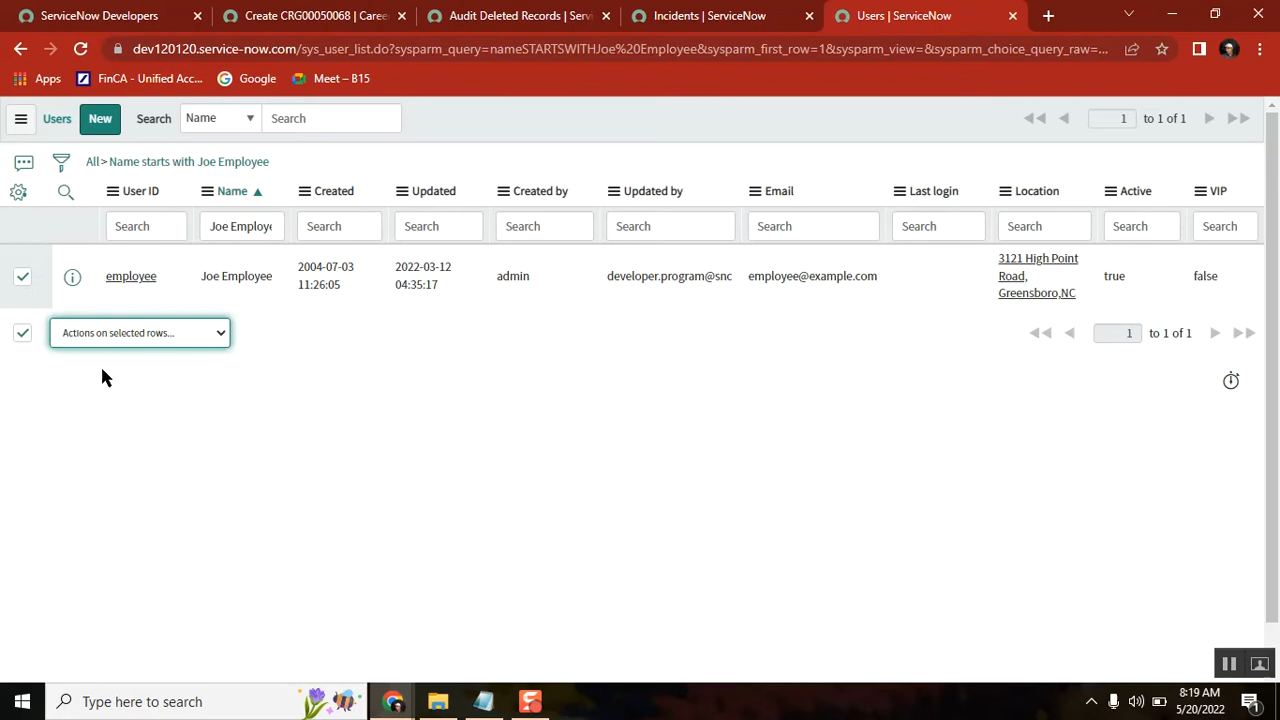 ServiceNow Developers
Create CRG00050068 | Caree
Audit Deleted Records | Servi
Incidents | ServiceNow
Users | ServiceNow
dev120120.service-now.com/sys_user_list.do?sysparm_query=nameSTARTSWITHJoe%20Employee&sysparm_first_row=1&sysparm_view=&sysparm_choice_query_raw=...
Apps
FinCA - Unified Acc...
Google
Meet – B15
Users
New
Search
Name
Search
1
to 1 of 1
All > Name starts with Joe Employee
User ID
Name
Created
Updated
Created by
Updated by
Email
Last login
Location
Active
VIP
Search
Joe Employe
Search
Search
Search
Search
Search
Search
Search
Search
Search
employee
Joe Employee
2004-07-03
11:26:05
2022-03-12
04:35:17
admin
developer.program@snc
employee@example.com
3121 High Point
Road,
Greensboro,NC
true
false
Actions on selected rows...
1
to 1 of 1
Type here to search
8:19 AM
5/20/2022
1